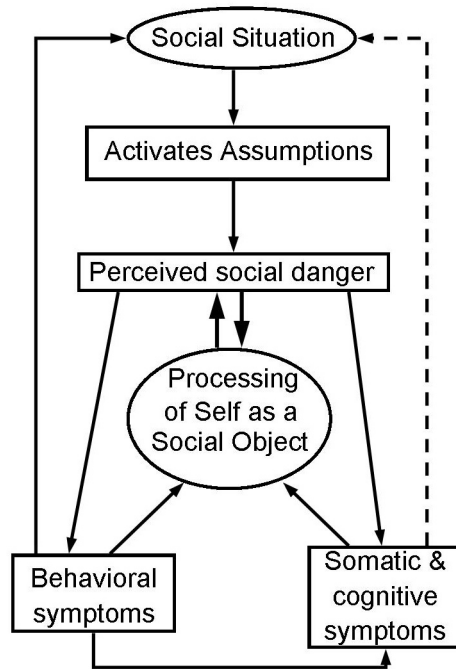 Social Situation
Activates Assumptions
Perceived social danger
Processing
of Self as a
Social Object
Behavioral
symptoms
Somatic &
cognitive
symptoms